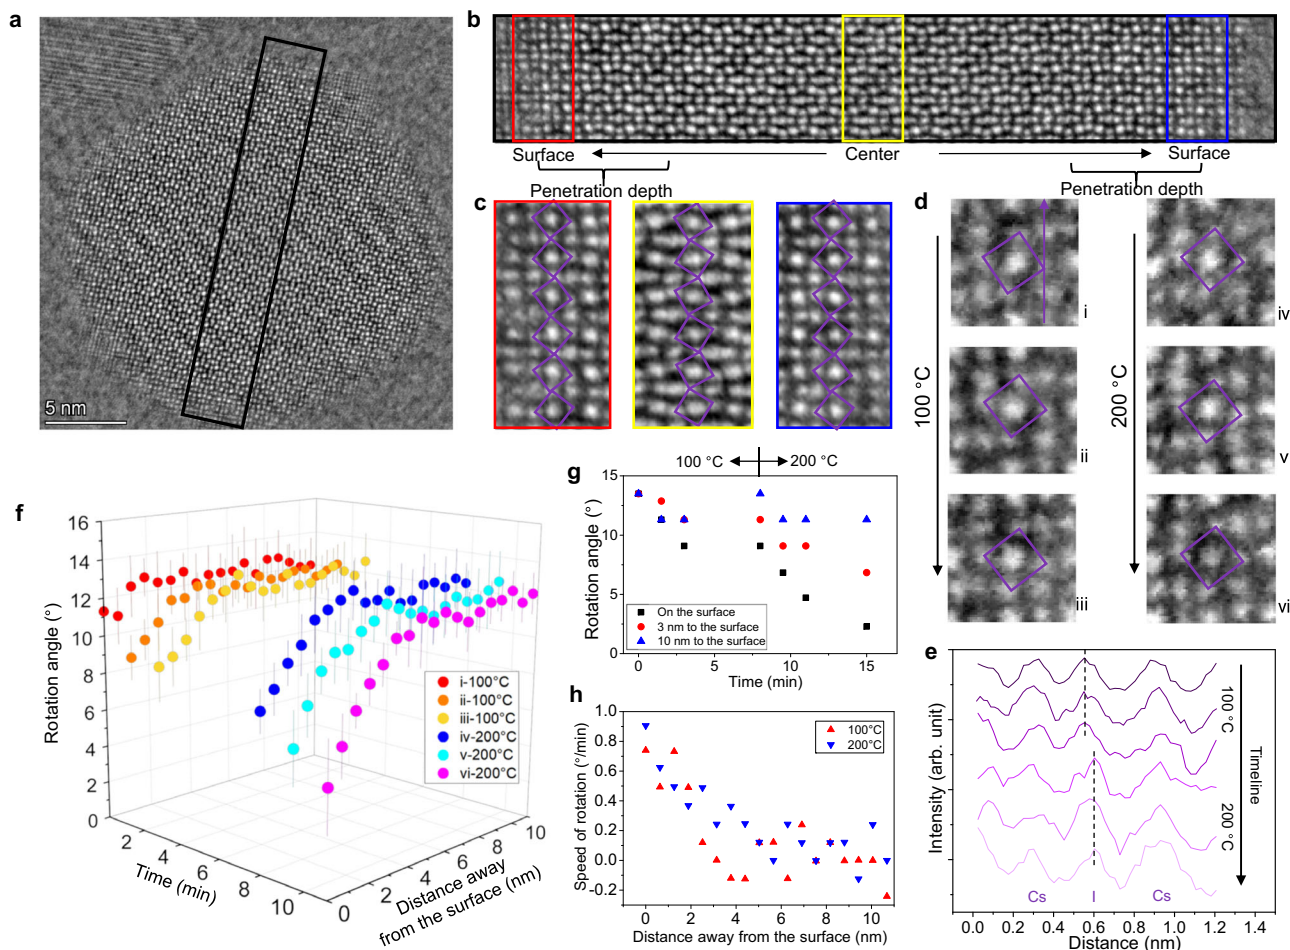 a
5 nm
b
Surface
Center
Surface
Penetration depth
Penetration depth
c
d
100 °C
200 °C
i
iv
ii
v
iii
vi
e
Intensity (arb. unit)
100 °C
200 °C
Timeline
Cs
I
Cs
0.0 0.2 0.4 0.6 0.8 1.0 1.2 1.4
Distance (nm)
f
Rotation angle (°)
16
14
12
10
8
6
4
2
0
2 4 6 8 10
Time (min)
0 2 4 6 8 10
Distance away
from the surface (nm)
i-100°C
ii-100°C
iii-100°C
iv-200°C
v-200°C
vi-200°C
g
100 °C
200 °C
Rotation angle (°)
15
10
5
0
On the surface
3 nm to the surface
10 nm to the surface
0 5 10 15
Time (min)
h
Speed of rotation (°/min)
1.0
0.8
0.6
0.4
0.2
0.0
-0.2
100°C
200°C
0 2 4 6 8 10
Distance away from the surface (nm)